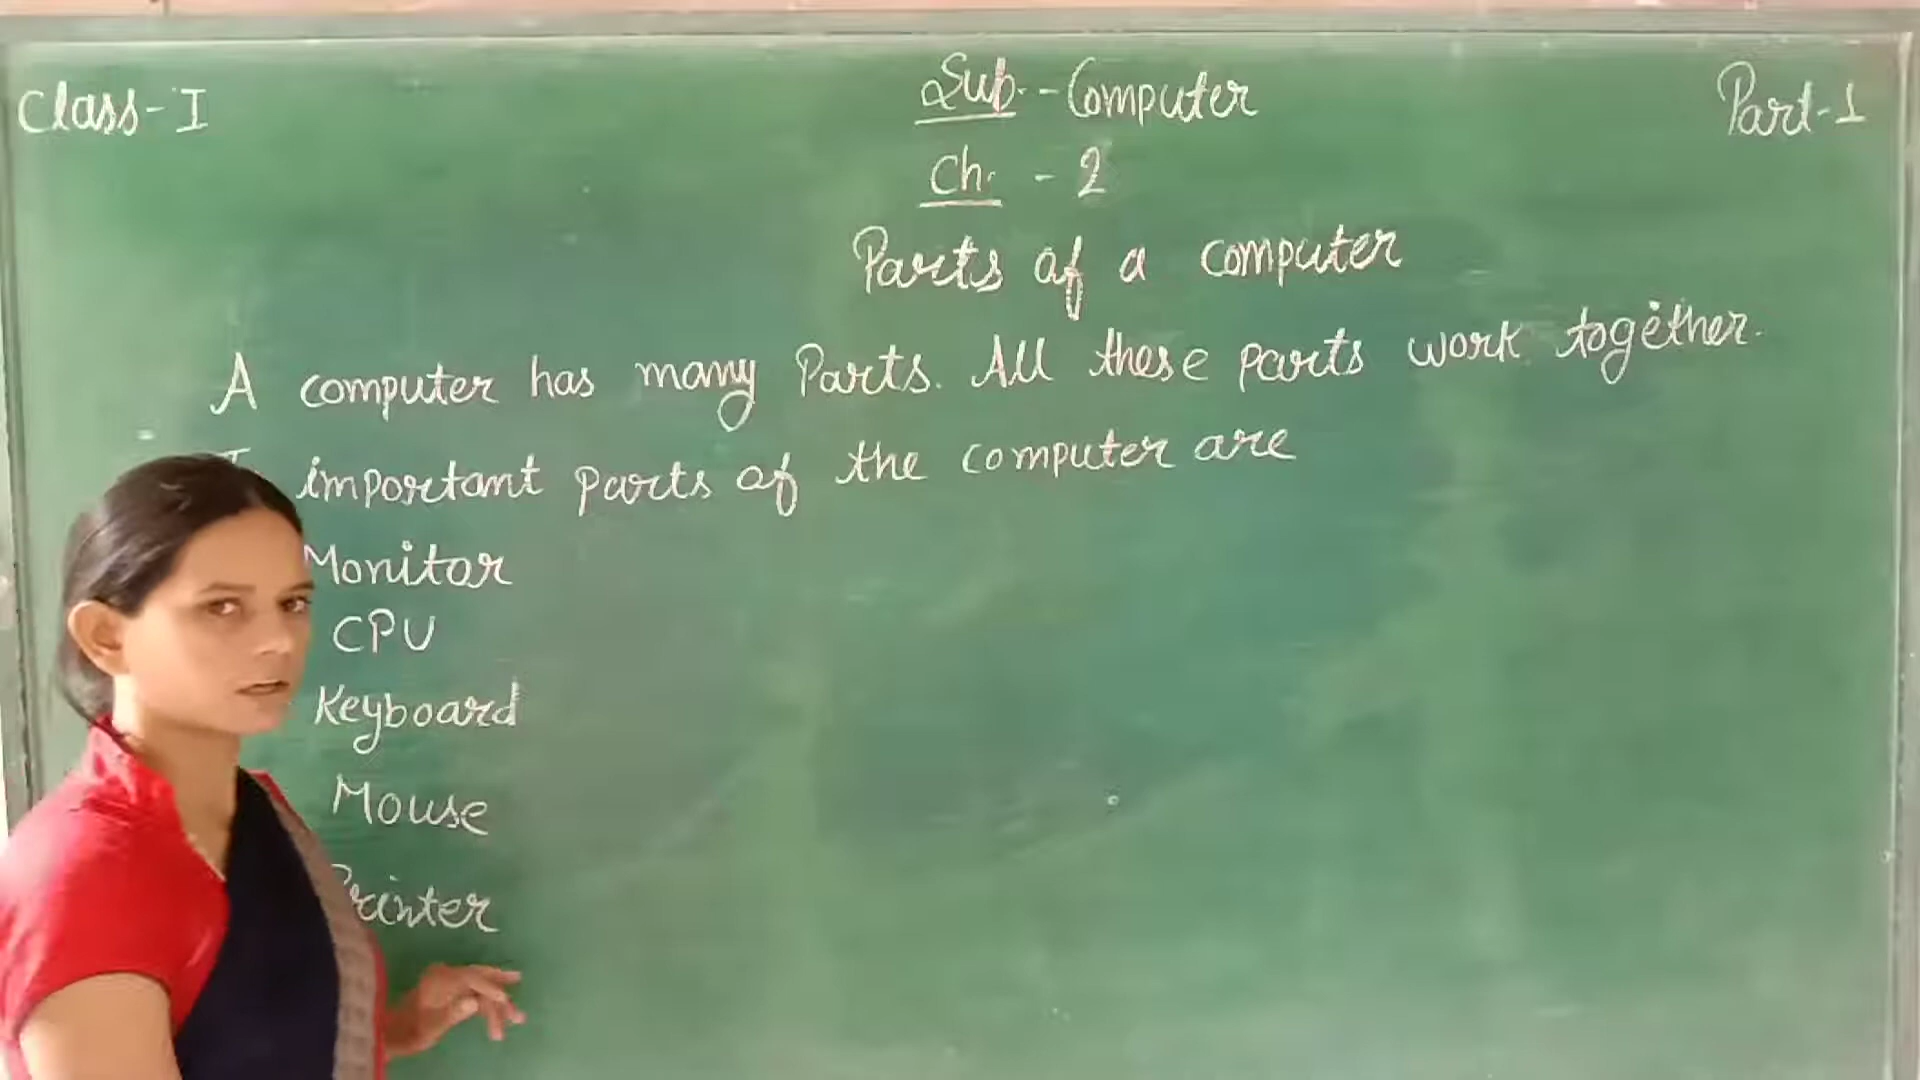 Class-I
Sub.-Computer
Part-1
Ch. - 2
Parts of a computer
A computer has many Parts. All these parts work together.
important parts of the computer are
Monitor
CPU
Keyboard
Mouse
Printer